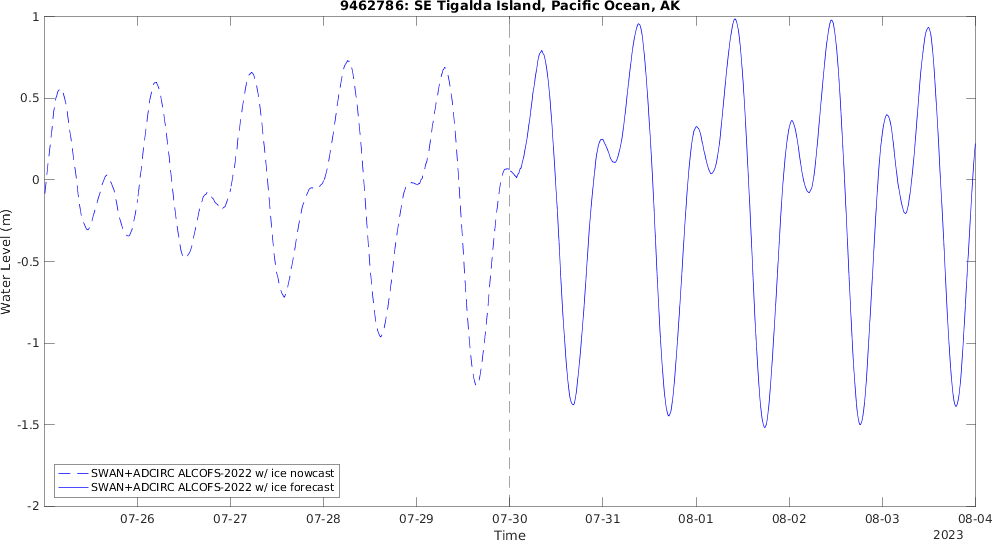 9462786: SE Tigalda Island, Pacific Ocean, AK
1
0.5
0
-0.5
-1
-1.5
-2
Water Level (m)
SWAN+ADCIRC ALCOFS-2022 w/ ice nowcast
SWAN+ADCIRC ALCOFS-2022 w/ ice forecast
07-26 07-27 07-28 07-29 07-30 07-31 08-01 08-02 08-03 08-04
Time
2023